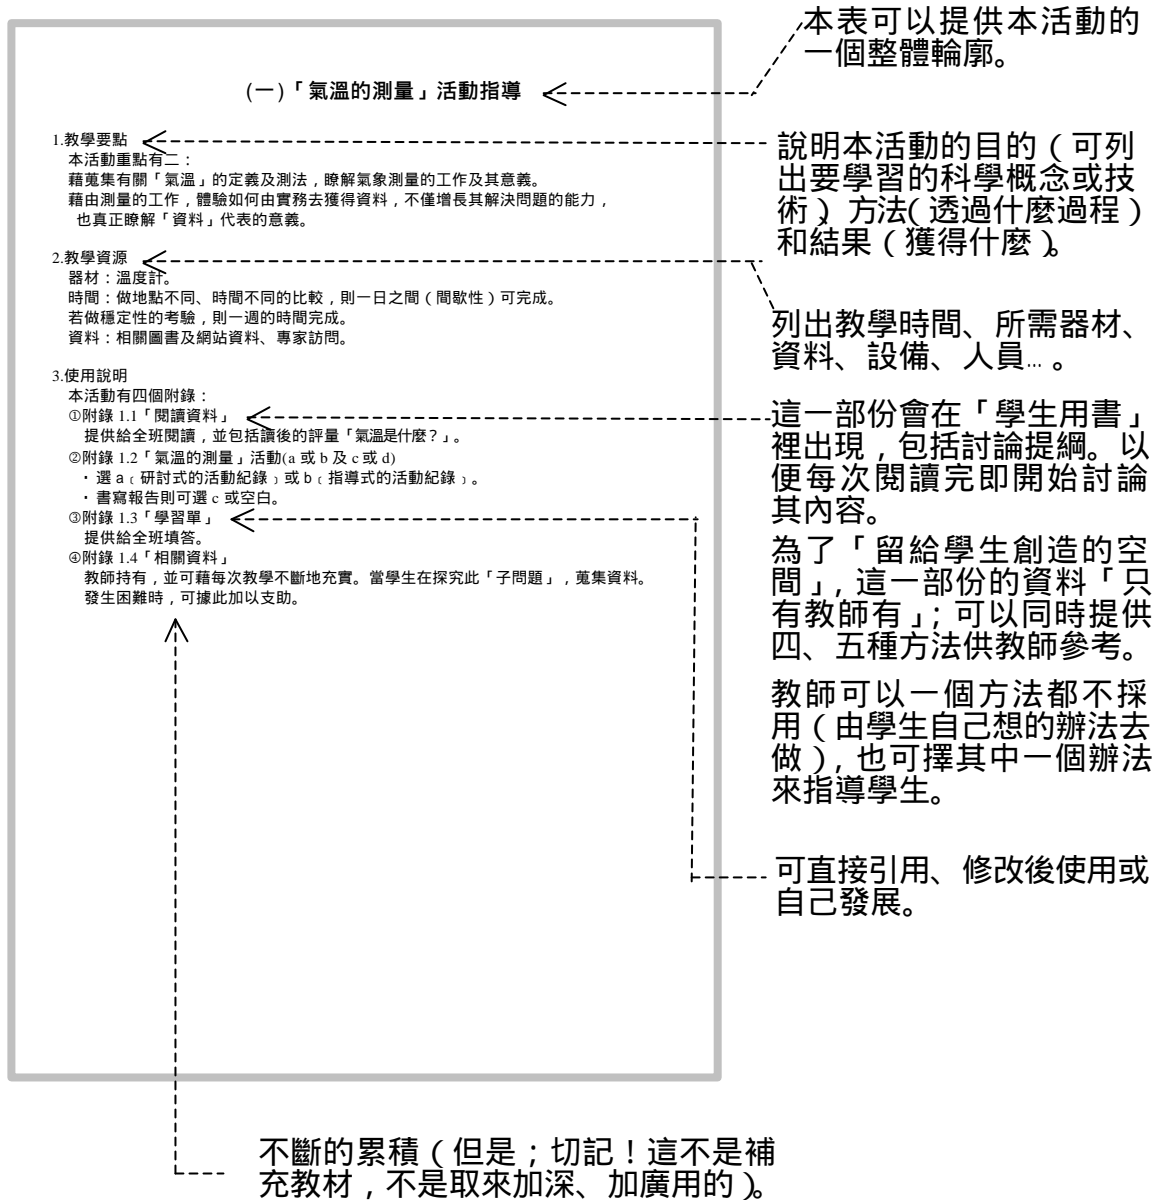 (一)「氣溫的測量」活動指導
1.教學要點
本活動重點有二：
藉蒐集有關「氣溫」的定義及測法，瞭解氣象測量的工作及其意義。
藉由測量的工作，體驗如何由實務去獲得資料，不僅增長其解決問題的能力，
也真正瞭解「資料」代表的意義。
2.教學資源
器材：溫度計。
時間：做地點不同、時間不同的比較，則一日之間（間歇性）可完成。
若做穩定性的考驗，則一週的時間完成。
資料：相關圖書及網站資料、專家訪問。
3.使用說明
本活動有四個附錄：
①附錄 1.1「閱讀資料」
提供給全班閱讀，並包括讀後的評量「氣溫是什麼？」。
②附錄 1.2「氣溫的測量」活動(a 或 b 及 c 或 d)
・選 a﹙研討式的活動紀錄﹚或 b﹙指導式的活動紀錄﹚。
・書寫報告則可選 c 或空白。
③附錄 1.3「學習單」
提供給全班填答。
④附錄 1.4「相關資料」
教師持有，並可藉每次教學不斷地充實。當學生在探究此「子問題」，蒐集資料。
發生困難時，可據此加以支助。
本表可以提供本活動的
一個整體輪廓。
說明本活動的目的（可列
出要學習的科學概念或技
術）、方法（透過什麼過程）
和結果（獲得什麼）。
列出教學時間、所需器材、
資料、設備、人員…。
這一部份會在「學生用書」
裡出現，包括討論提綱。以
便每次閱讀完即開始討論
其內容。
為了「留給學生創造的空
間」，這一部份的資料「只
有教師有」；可以同時提供
四、五種方法供教師參考。
教師可以一個方法都不採
用（由學生自己想的辦法去
做），也可擇其中一個辦法
來指導學生。
可直接引用、修改後使用或
自己發展。
不斷的累積（但是；切記！這不是補
充教材，不是取來加深、加廣用的）。